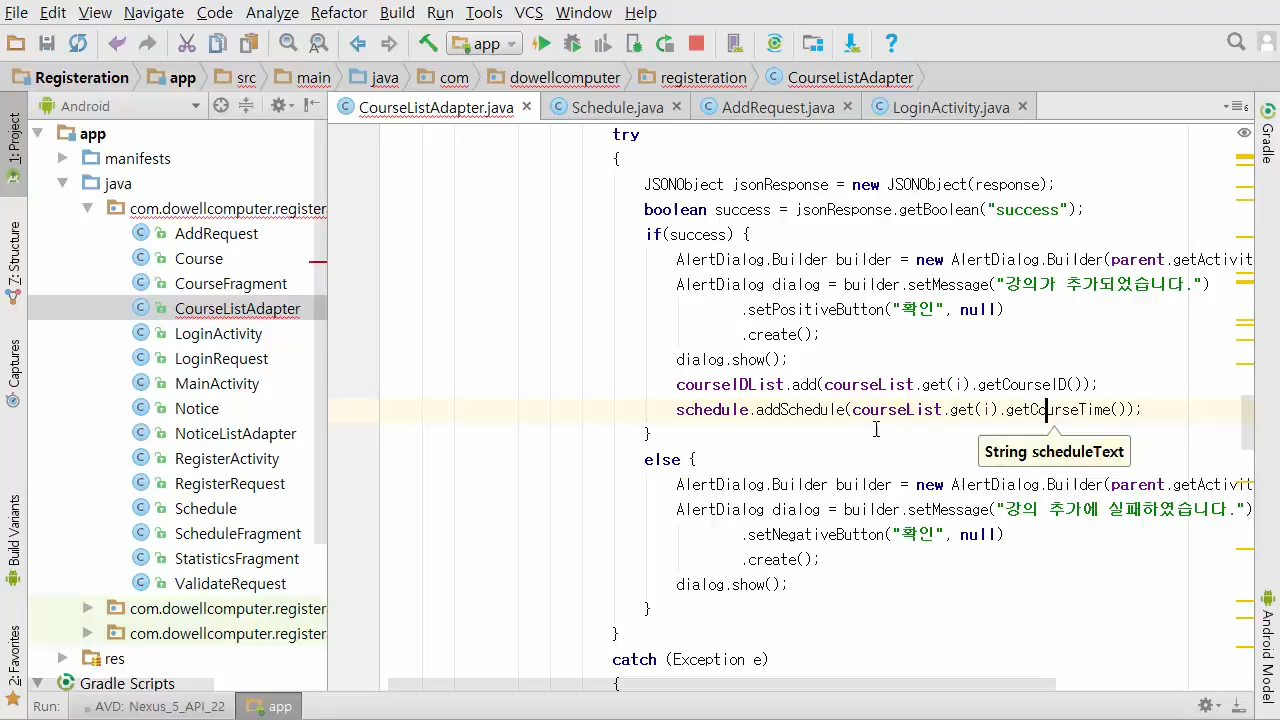 File Edit View Navigate Code Analyze Refactor Build Run Tools VCS Window Help
app
Registeration app src main java com dowellcomputer registeration CourseListAdapter
Android
CourseListAdapter.java Schedule.java AddRequest.java LoginActivity.java
1: Project
Z: Structure
Captures
Build Variants
2: Favorites
app
manifests
java
com.dowellcomputer.register
AddRequest
Course
CourseFragment
CourseListAdapter
LoginActivity
LoginRequest
MainActivity
Notice
NoticeListAdapter
RegisterActivity
RegisterRequest
Schedule
ScheduleFragment
StatisticsFragment
ValidateRequest
com.dowellcomputer.register
com.dowellcomputer.register
res
Gradle Scripts
try
{
JSONObject jsonResponse = new JSONObject(response);
boolean success = jsonResponse.getBoolean("success");
if(success) {
AlertDialog.Builder builder = new AlertDialog.Builder(parent.getActivit
AlertDialog dialog = builder.setMessage("강의가 추가되었습니다.")
.setPositiveButton("확인", null)
.create();
dialog.show();
courseIDList.add(courseList.get(i).getCourseID());
schedule.addSchedule(courseList.get(i).getCourseTime());
}
String scheduleText
else {
AlertDialog.Builder builder = new AlertDialog.Builder(parent.getActivit
AlertDialog dialog = builder.setMessage("강의 추가에 실패하였습니다.")
.setNegativeButton("확인", null)
.create();
dialog.show();
}
}
catch (Exception e)
{
Gradle
Android Model
Run: AVD: Nexus_5_API_22 app